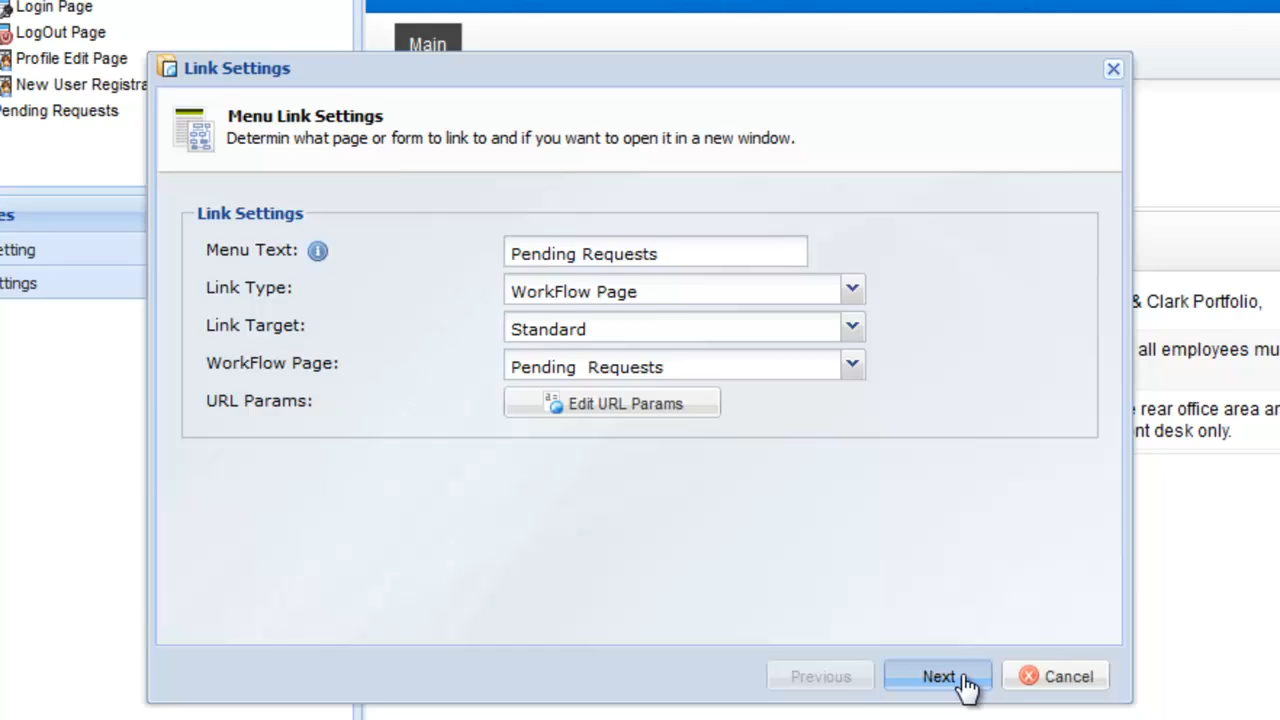 Login Page
LogOut Page
Profile Edit Page
New User Registra
Pending Requests
es
etting
ttings
Main
Link Settings
Menu Link Settings
Determin what page or form to link to and if you want to open it in a new window.
Link Settings
Menu Text:
Pending Requests
Link Type:
WorkFlow Page
Link Target:
Standard
WorkFlow Page:
Pending  Requests
URL Params:
Edit URL Params
Previous
Next
Cancel
& Clark Portfolio,
all employees mu
e rear office area an
nt desk only.